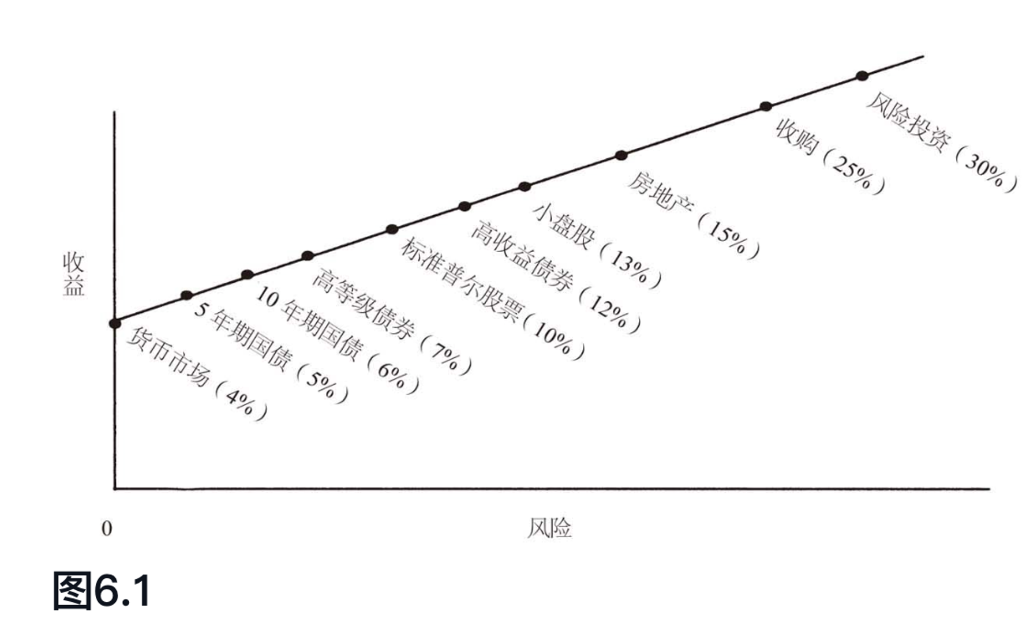 收益
货币市场（4%）
5 年期国债（5%）
10 年期国债（6%）
高等级债券（7%）
标准普尔股票（10%）
高收益债券（12%）
小盘股（13%）
房地产（15%）
收购（25%）
风险投资（30%）
0
风险
图6.1